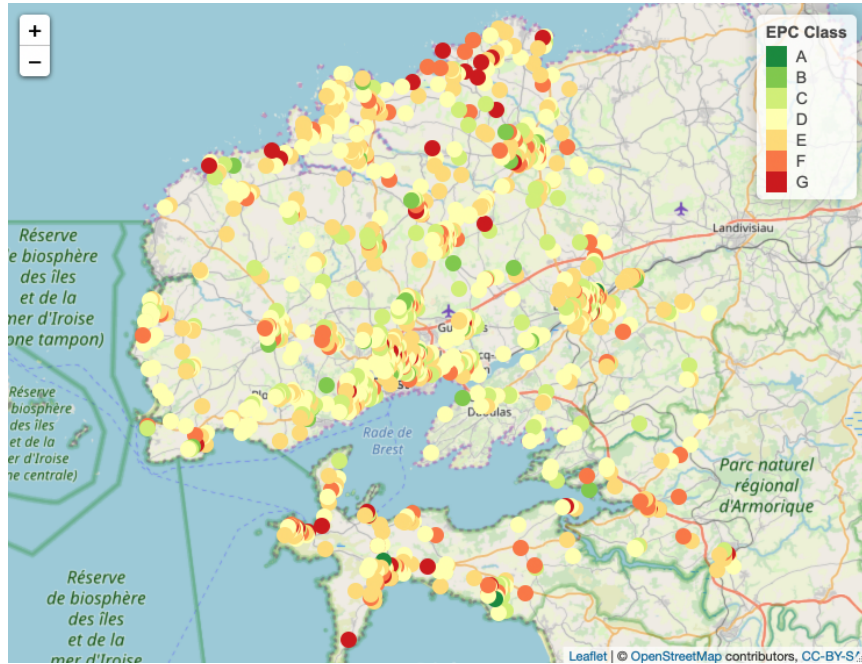 +
−
EPC Class
A
B
C
D
E
F
G
Landivisiau
Réserve
de biosphère
des îles
et de la
mer d'Iroise
one tampon)
Réserve
e biosphère
des îles
et de la
er d'Iroise
ne centrale)
Rade de
Brest
Daoulas
Parc naturel
régional
d'Armorique
Réserve
de biosphère
des îles
et de la
mer d'Iroise
Leaflet | © OpenStreetMap contributors, CC-BY-SA